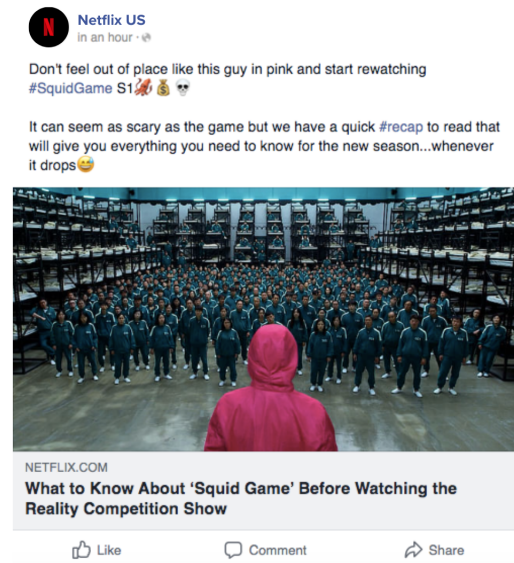 Netflix US
in an hour ·
Don't feel out of place like this guy in pink and start rewatching
#SquidGame S1🦑💰💀
It can seem as scary as the game but we have a quick #recap to read that
will give you everything you need to know for the new season...whenever
it drops😅
NETFLIX.COM
What to Know About ‘Squid Game’ Before Watching the
Reality Competition Show
Like
Comment
Share